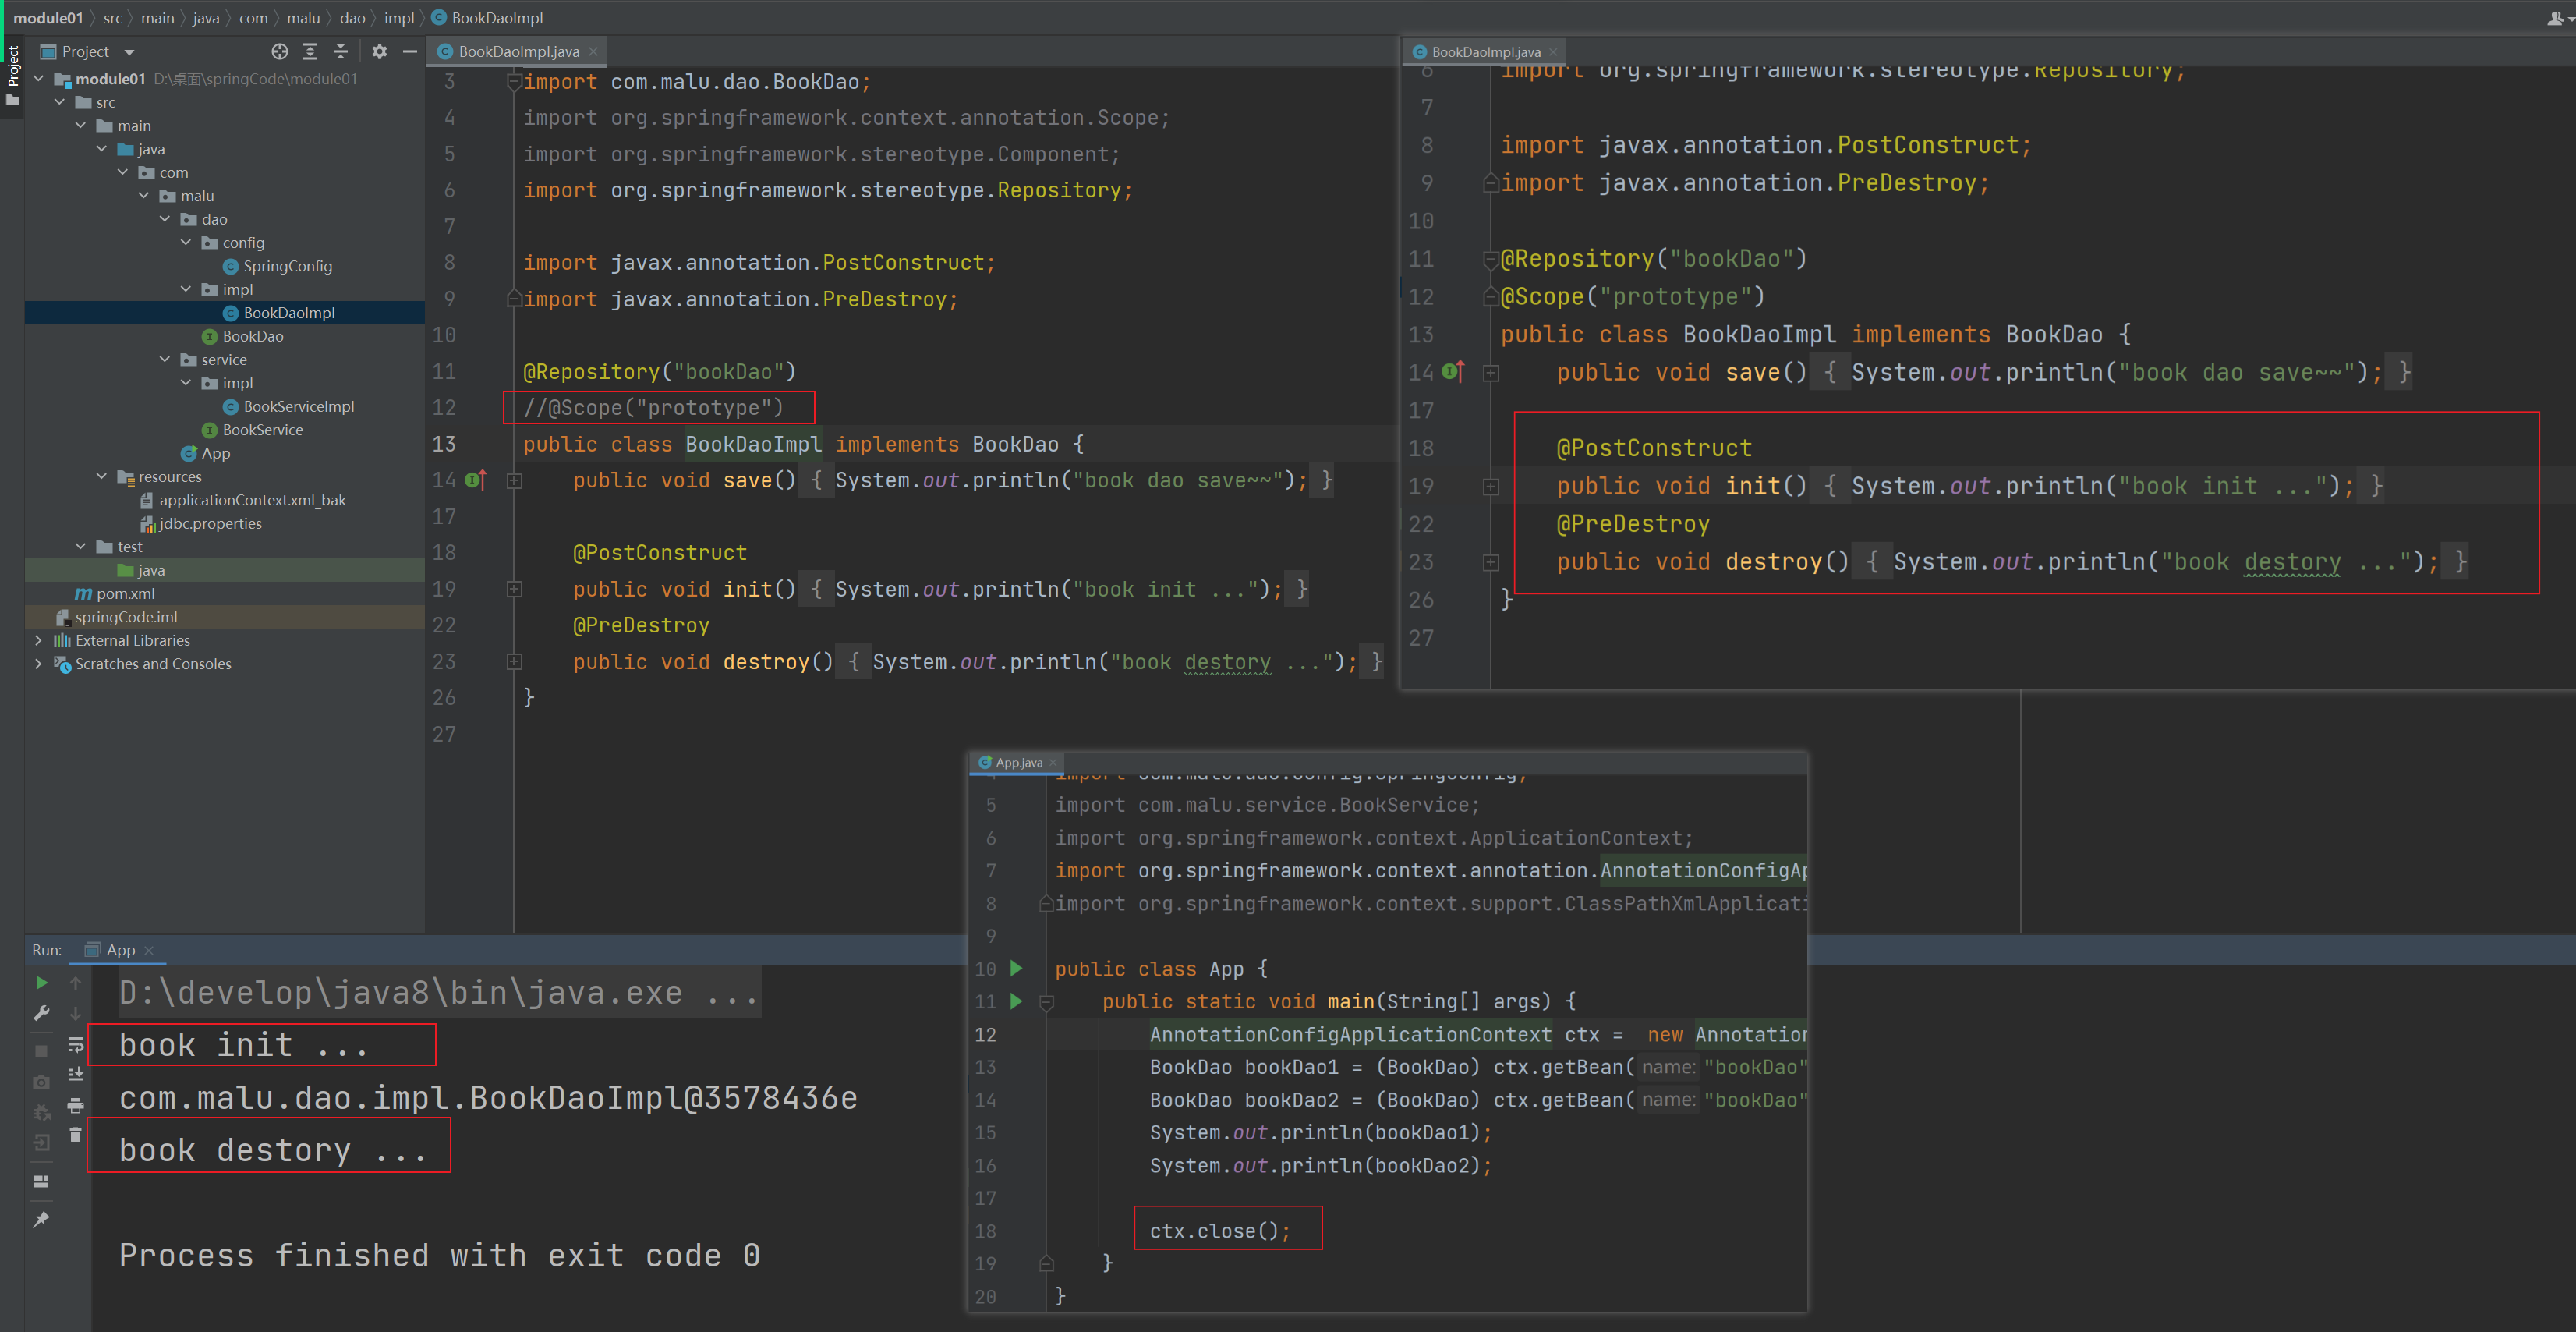 module01 〉 src 〉 main 〉 java 〉 com 〉 malu 〉 dao 〉 impl 〉 BookDaoImpl
Project
Project
module01 D:\桌面\springCode\module01
src
main
java
com
malu
dao
config
SpringConfig
impl
BookDaoImpl
BookDao
service
impl
BookServiceImpl
BookService
App
resources
applicationContext.xml_bak
jdbc.properties
test
java
pom.xml
springCode.iml
External Libraries
Scratches and Consoles
BookDaoImpl.java
3 import com.malu.dao.BookDao;
4 import org.springframework.context.annotation.Scope;
5 import org.springframework.stereotype.Component;
6 import org.springframework.stereotype.Repository;
7
8 import javax.annotation.PostConstruct;
9 import javax.annotation.PreDestroy;
10
11 @Repository("bookDao")
12 //@Scope("prototype")
13 public class BookDaoImpl implements BookDao {
14 public void save() { System.out.println("book dao save~~"); }
17
18 @PostConstruct
19 public void init() { System.out.println("book init ..."); }
22 @PreDestroy
23 public void destroy() { System.out.println("book destory ..."); }
26 }
27
BookDaoImpl.java
6 import org.springframework.stereotype.Repository;
7
8 import javax.annotation.PostConstruct;
9 import javax.annotation.PreDestroy;
10
11 @Repository("bookDao")
12 @Scope("prototype")
13 public class BookDaoImpl implements BookDao {
14 public void save() { System.out.println("book dao save~~"); }
17
18 @PostConstruct
19 public void init() { System.out.println("book init ..."); }
22 @PreDestroy
23 public void destroy() { System.out.println("book destory ..."); }
26 }
27
App.java
import com.malu.dao.config.SpringConfig;
5 import com.malu.service.BookService;
6 import org.springframework.context.ApplicationContext;
7 import org.springframework.context.annotation.AnnotationConfigAp
8 import org.springframework.context.support.ClassPathXmlApplicati
9
10 public class App {
11 public static void main(String[] args) {
12 AnnotationConfigApplicationContext ctx = new Annotation
13 BookDao bookDao1 = (BookDao) ctx.getBean( name: "bookDao"
14 BookDao bookDao2 = (BookDao) ctx.getBean( name: "bookDao"
15 System.out.println(bookDao1);
16 System.out.println(bookDao2);
17
18 ctx.close();
19 }
20 }
Run: App
D:\develop\java8\bin\java.exe ...
book init ...
com.malu.dao.impl.BookDaoImpl@3578436e
book destory ...
Process finished with exit code 0